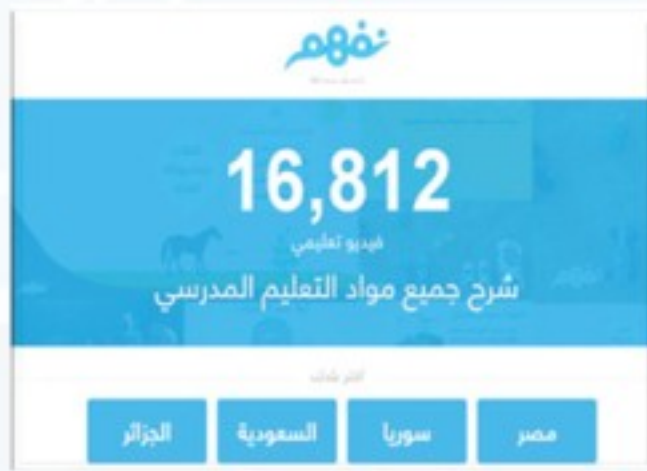 نفهم
16,812
فيديو تعليمي
شرح جميع مواد التعليم المدرسي
مصر سوريا السعودية الجزائر